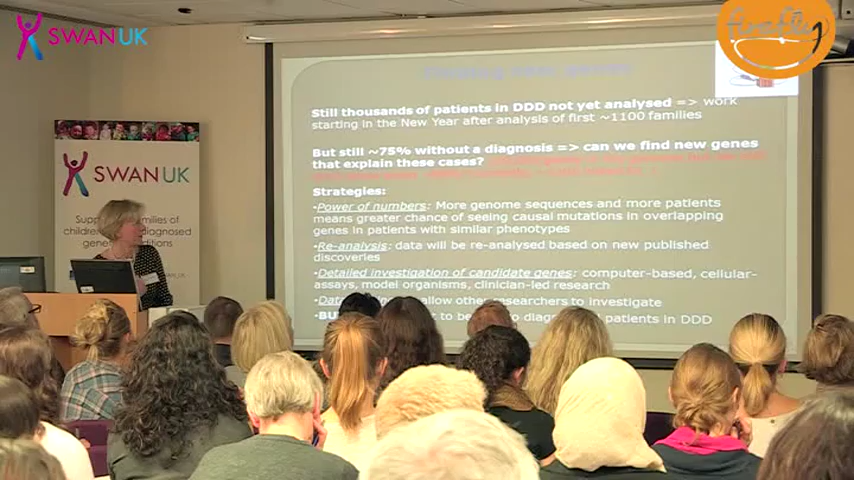 SWAN UK
firefly
Still thousands of patients in DDD not yet analysed => work
starting in the New Year after analysis of first ~1100 families
But still ~75% without a diagnosis => can we find new genes
that explain these cases?
Strategies:
•Power of numbers: More genome sequences and more patients
means greater chance of seeing causal mutations in overlapping
genes in patients with similar phenotypes
•Re-analysis: data will be re-analysed based on new published
discoveries
•Detailed investigation of candidate genes: computer-based, cellular-
assays, model organisms, clinician-led research
allow other researchers to investigate
patients in DDD
SWAN UK
families of
children